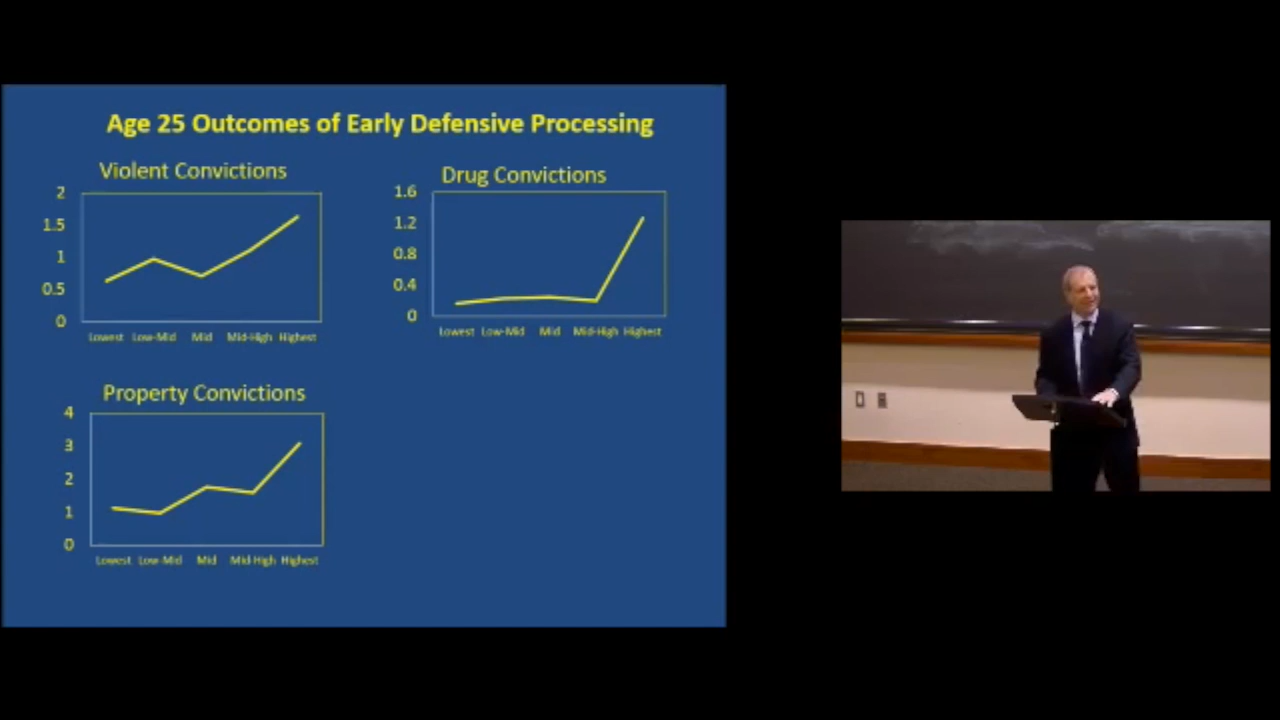 Age 25 Outcomes of Early Defensive Processing
Violent Convictions
2
1.5
1
0.5
0
Lowest Low-Mid Mid Mid-High Highest
Drug Convictions
1.6
1.2
0.8
0.4
0
Lowest Low-Mid Mid Mid-High Highest
Property Convictions
4
3
2
1
0
Lowest Low-Mid Mid Mid-High Highest